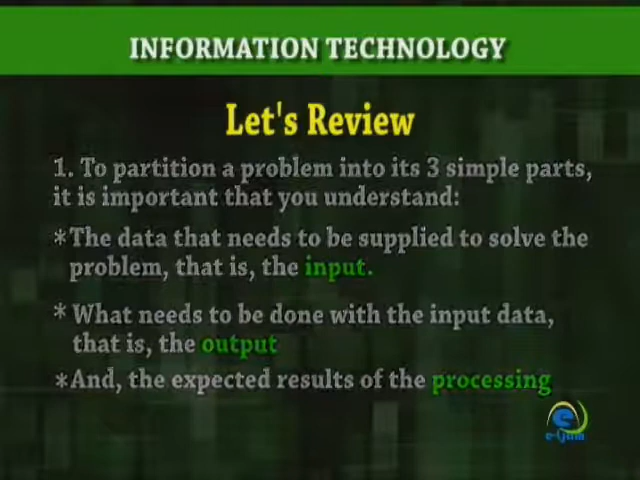 INFORMATION TECHNOLOGY
Let's Review
1. To partition a problem into its 3 simple parts,
it is important that you understand:
*The data that needs to be supplied to solve the
problem, that is, the input.
* What needs to be done with the input data,
that is, the output
*And, the expected results of the processing